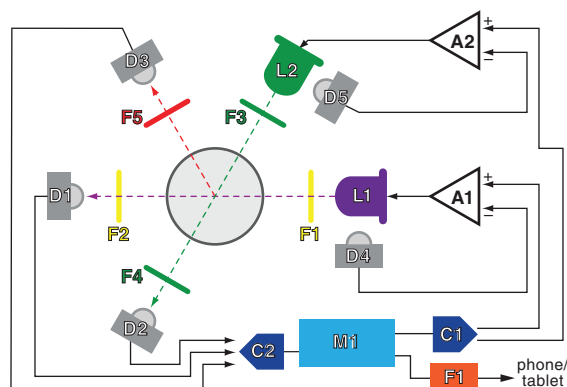 D3
L2
A2
+
−
D5
F5
F3
D1
L1
A1
+
−
F2
F1
D4
F4
D2
C2
M1
C1
F1
phone/
tablet